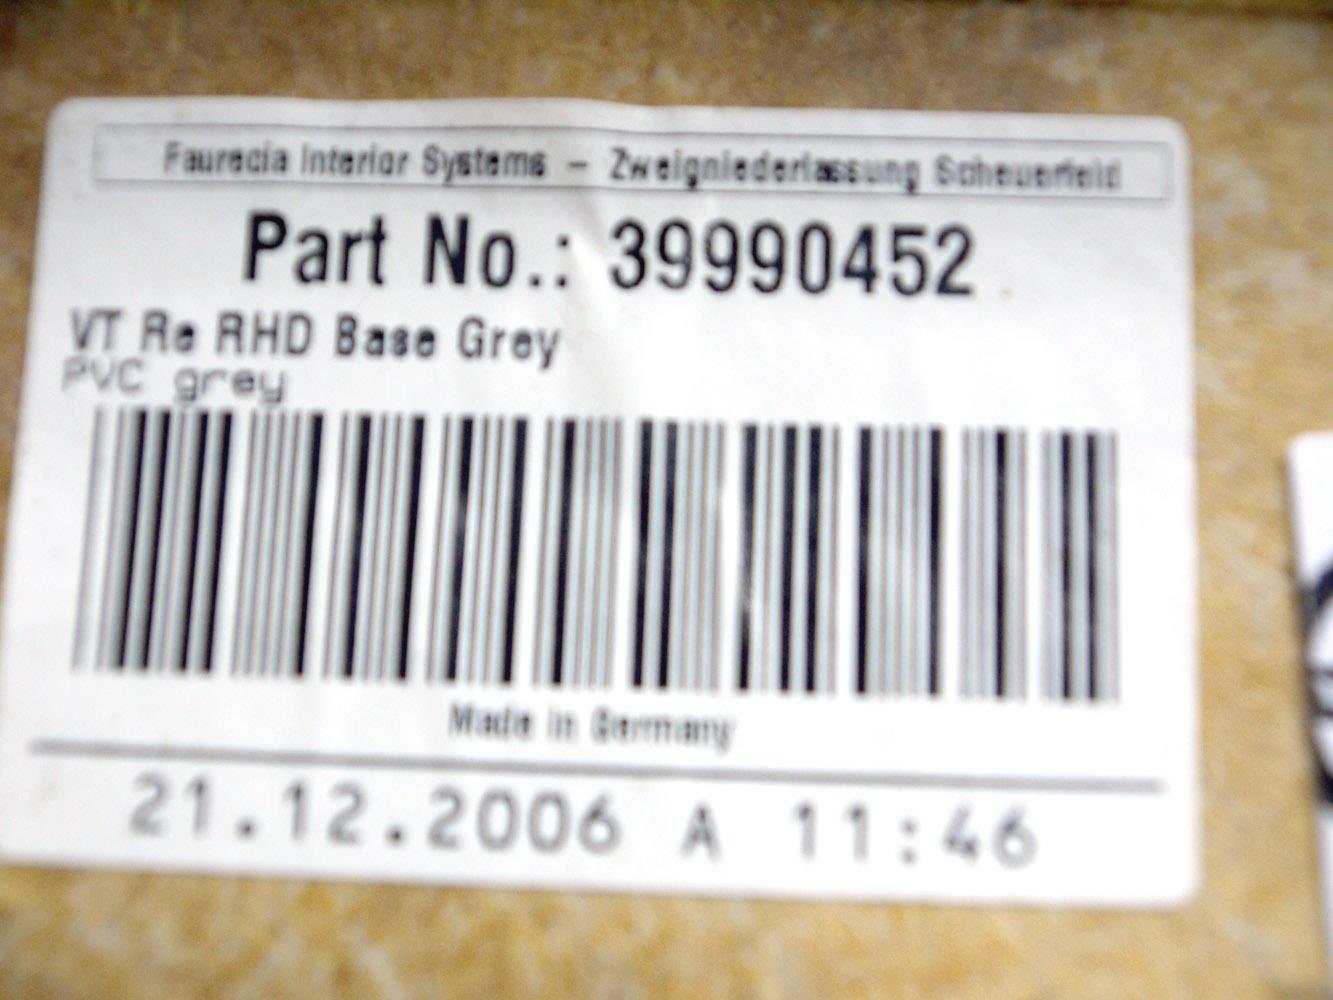 Faurecia Interior Systems - Zweigniederlassung Scheuerfeld
Part No.: 39990452
VT Re RHD Base Grey
PVC grey
Made in Germany
21.12.2006 A 11:46